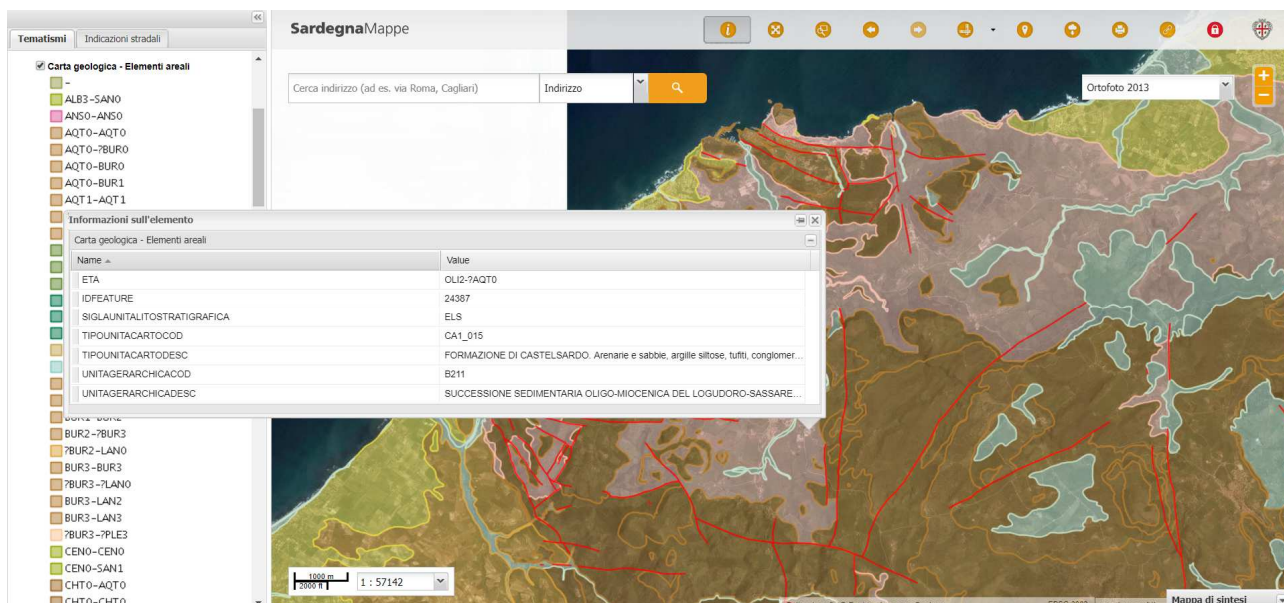 Tematismi
Indicazioni stradali
SardegnaMappe
Carta geologica - Elementi areali
-
ALB3-SAN0
ANS0-ANS0
AQT0-AQT0
AQT0-?BUR0
AQT0-BUR0
AQT0-BUR1
AQT1-AQT1
Cerca indirizzo (ad es. via Roma, Cagliari)
Indirizzo
Ortofoto 2013
Informazioni sull'elemento
Carta geologica - Elementi areali
Name Value
ETA OLI2-?AQT0
IDFEATURE 24387
SIGLAUNITALITOSTRATIGRAFICA ELS
TIPOUNITACARTOCOD CA1_015
TIPOUNITACARTODESC FORMAZIONE DI CASTELSARDO. Arenarie e sabbie, argille siltose, tufiti, conglomer...
UNITAGERARCHICACOD B211
UNITAGERARCHICADESC SUCCESSIONE SEDIMENTARIA OLIGO-MIOCENICA DEL LOGUDORO-SASSARE...
BUR1-BUR2
BUR2-?BUR3
?BUR2-LAN0
BUR3-BUR3
?BUR3-?LAN0
BUR3-LAN2
BUR3-LAN3
?BUR3-?PLE3
CEN0-CEN0
CEN0-SAN1
CHT0-AQT0
CHT0-CHT0
1000 m
2000 ft
1 : 57142
Mappa di sintesi